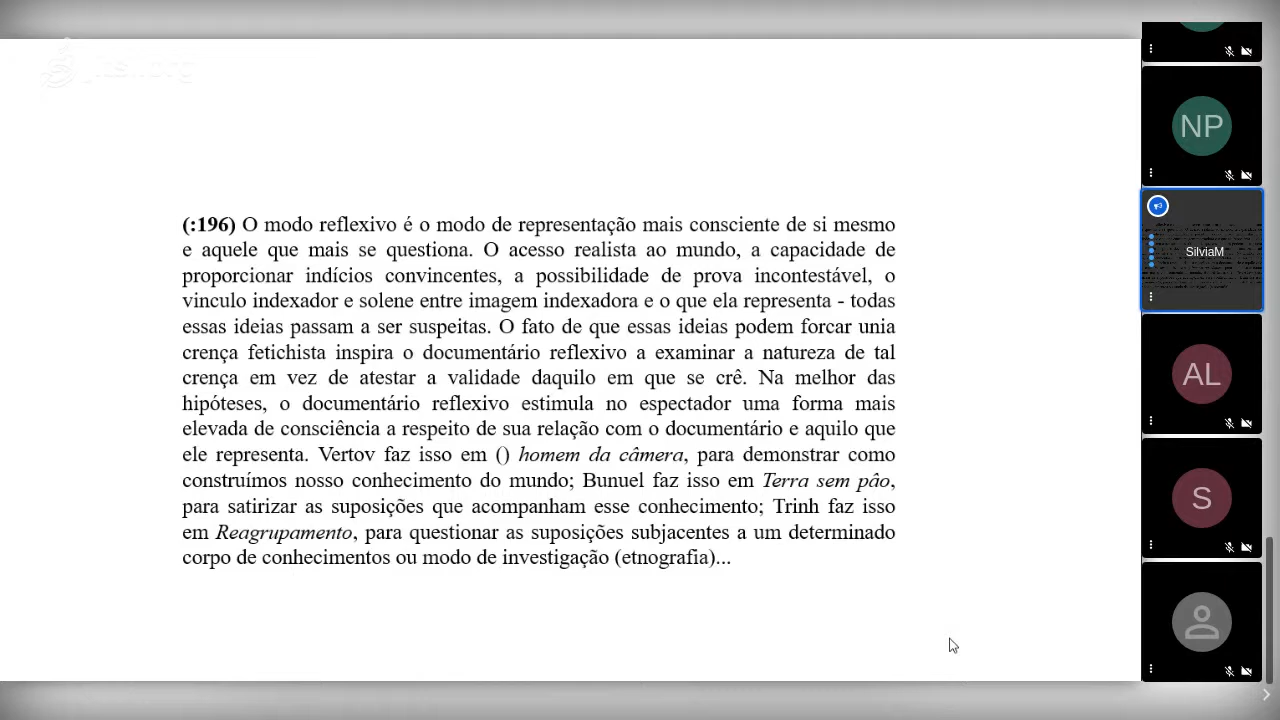 (:196) O modo reflexivo é o modo de representação mais consciente de si mesmo
e aquele que mais se questiona. O acesso realista ao mundo, a capacidade de
proporcionar indícios convincentes, a possibilidade de prova incontestável, o
vinculo indexador e solene entre imagem indexadora e o que ela representa - todas
essas ideias passam a ser suspeitas. O fato de que essas ideias podem forcar unia
crença fetichista inspira o documentário reflexivo a examinar a natureza de tal
crença em vez de atestar a validade daquilo em que se crê. Na melhor das
hipóteses, o documentário reflexivo estimula no espectador uma forma mais
elevada de consciência a respeito de sua relação com o documentário e aquilo que
ele representa. Vertov faz isso em () homem da câmera, para demonstrar como
construímos nosso conhecimento do mundo; Bunuel faz isso em Terra sem pâo,
para satirizar as suposições que acompanham esse conhecimento; Trinh faz isso
em Reagrupamento, para questionar as suposições subjacentes a um determinado
corpo de conhecimentos ou modo de investigação (etnografia)...
NP
SilviaM
AL
S